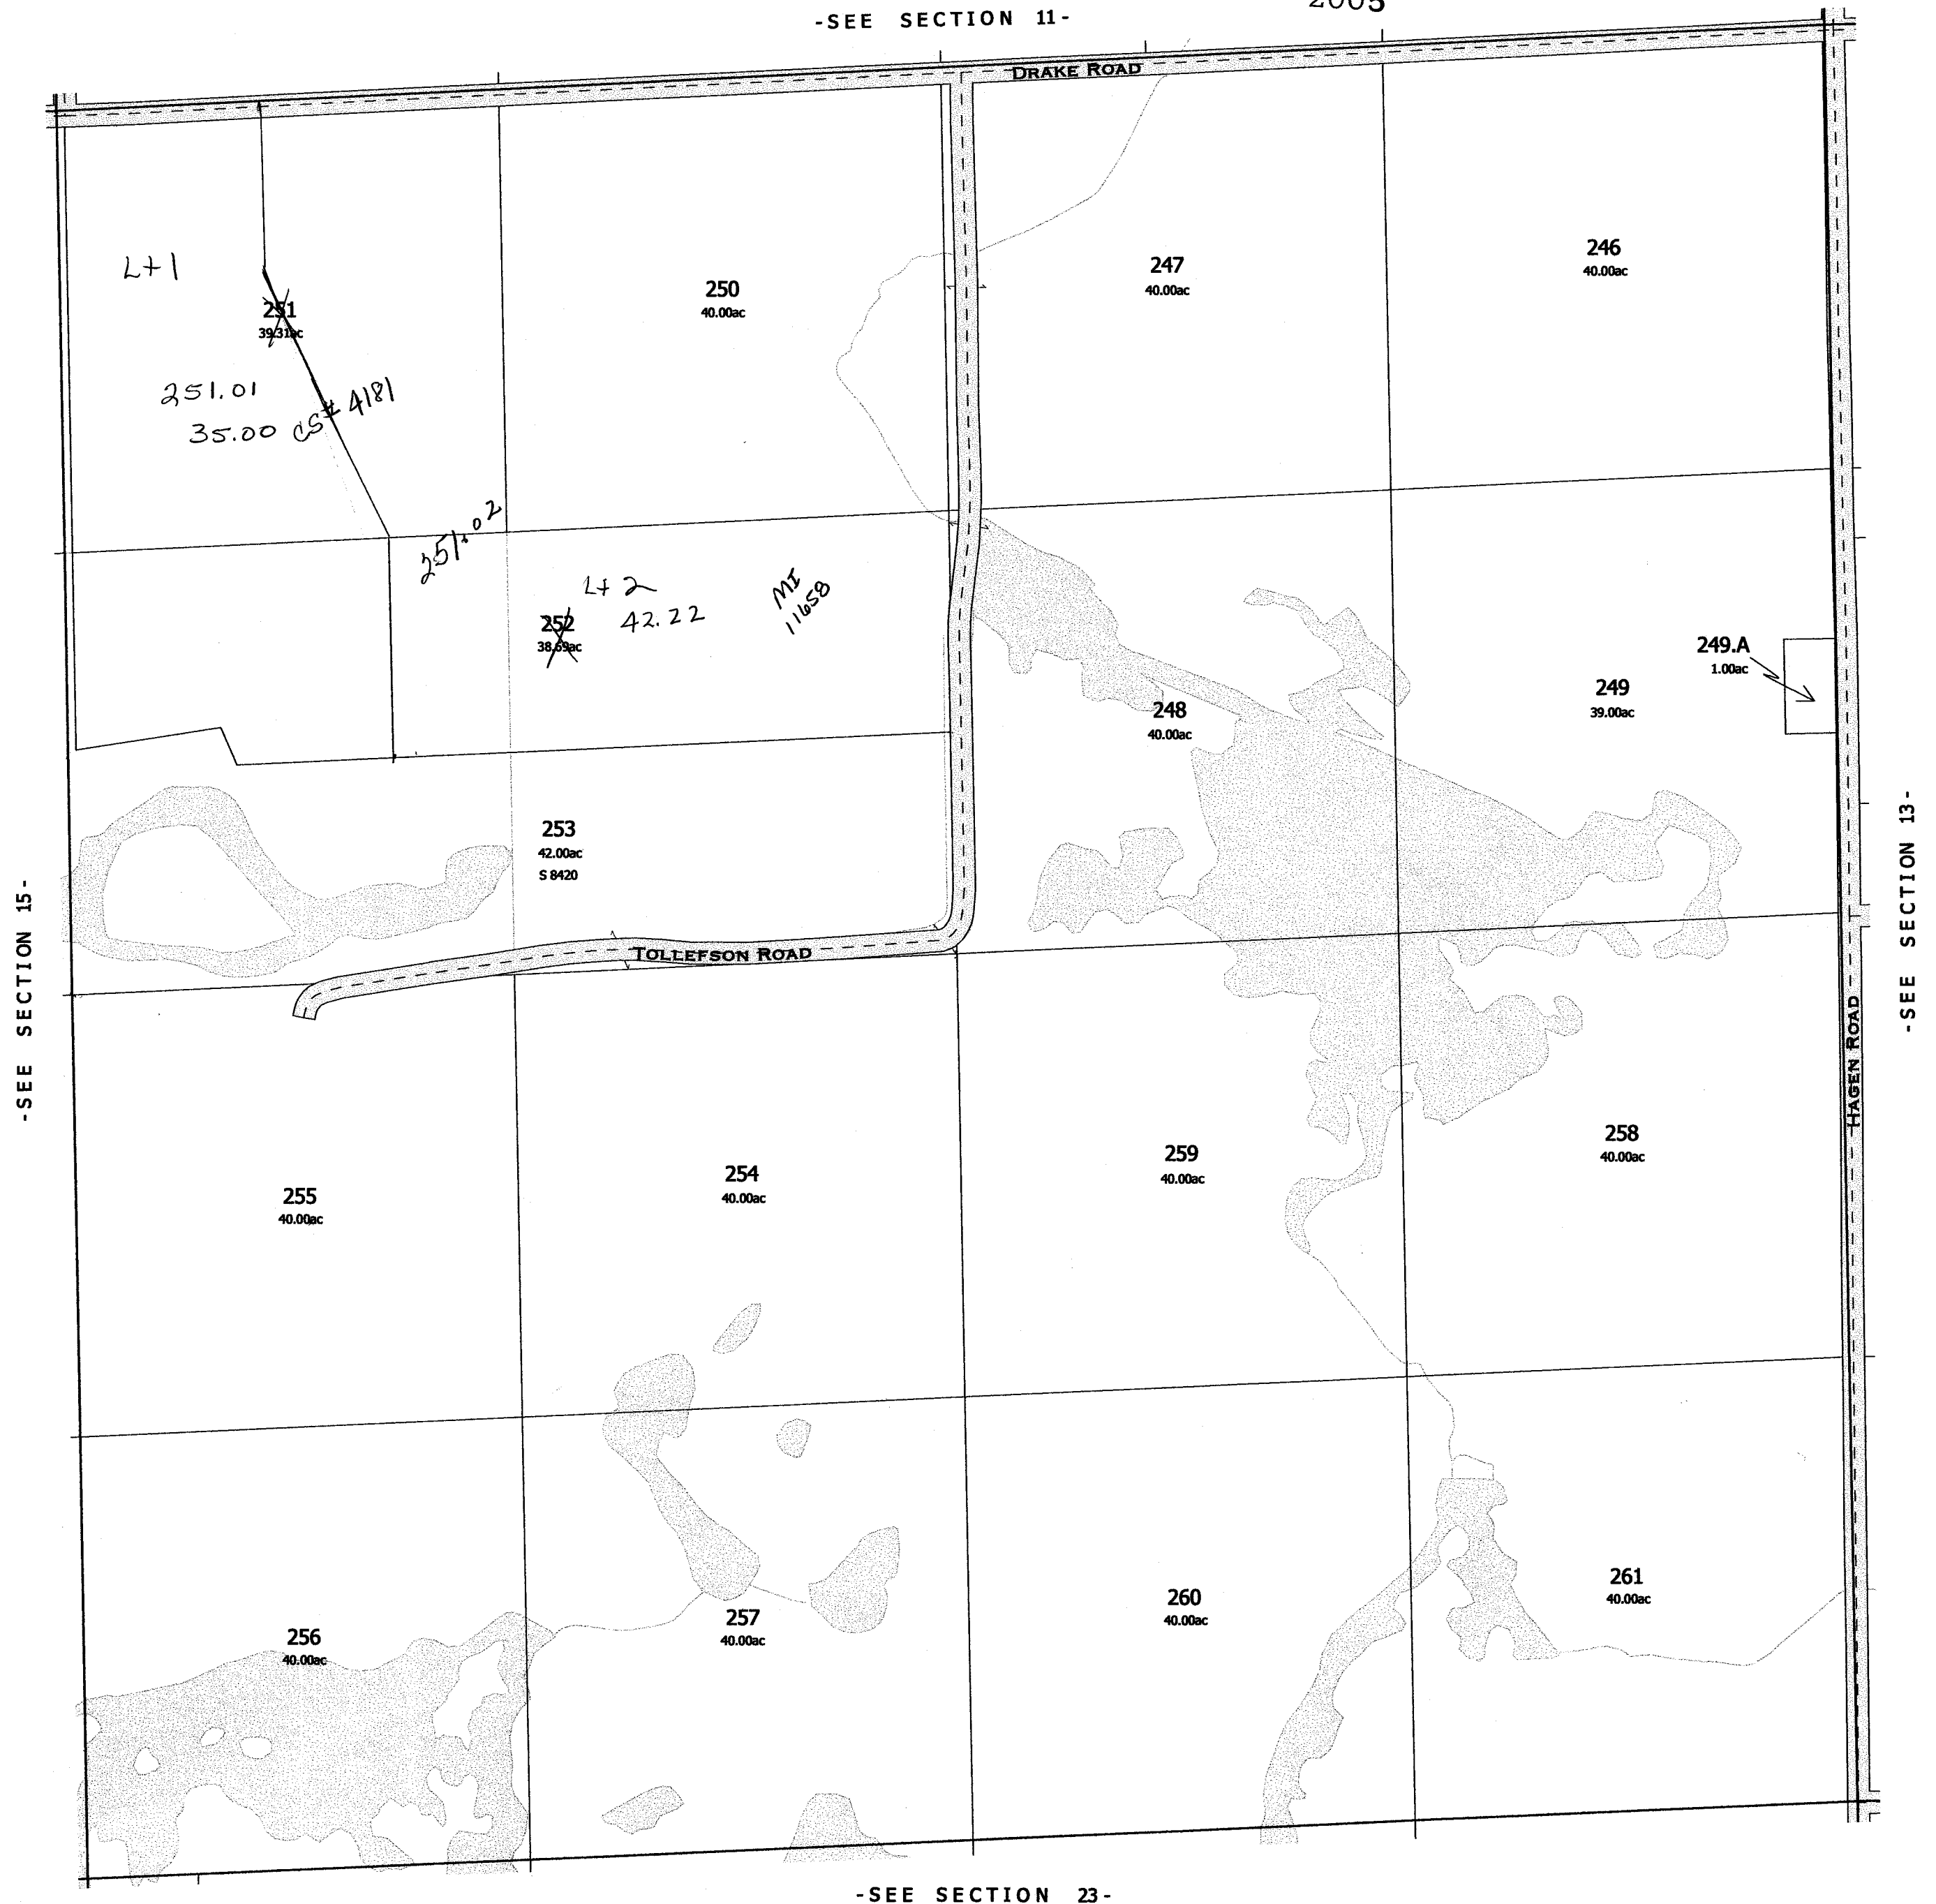 2005
-SEE SECTION 11-
DRAKE ROAD
L+1
251
39.31ac
251.01
35.00 CS# 4181
250
40.00ac
247
40.00ac
246
40.00ac
251.02
L+2
42.22
MI
11658
252
38.69ac
248
40.00ac
249
39.00ac
249.A
1.00ac
253
42.00ac
S 8420
TOLLEFSON ROAD
-SEE SECTION 15-
-SEE SECTION 13-
HAGEN ROAD
255
40.00ac
254
40.00ac
259
40.00ac
258
40.00ac
256
40.00ac
257
40.00ac
260
40.00ac
261
40.00ac
-SEE SECTION 23-